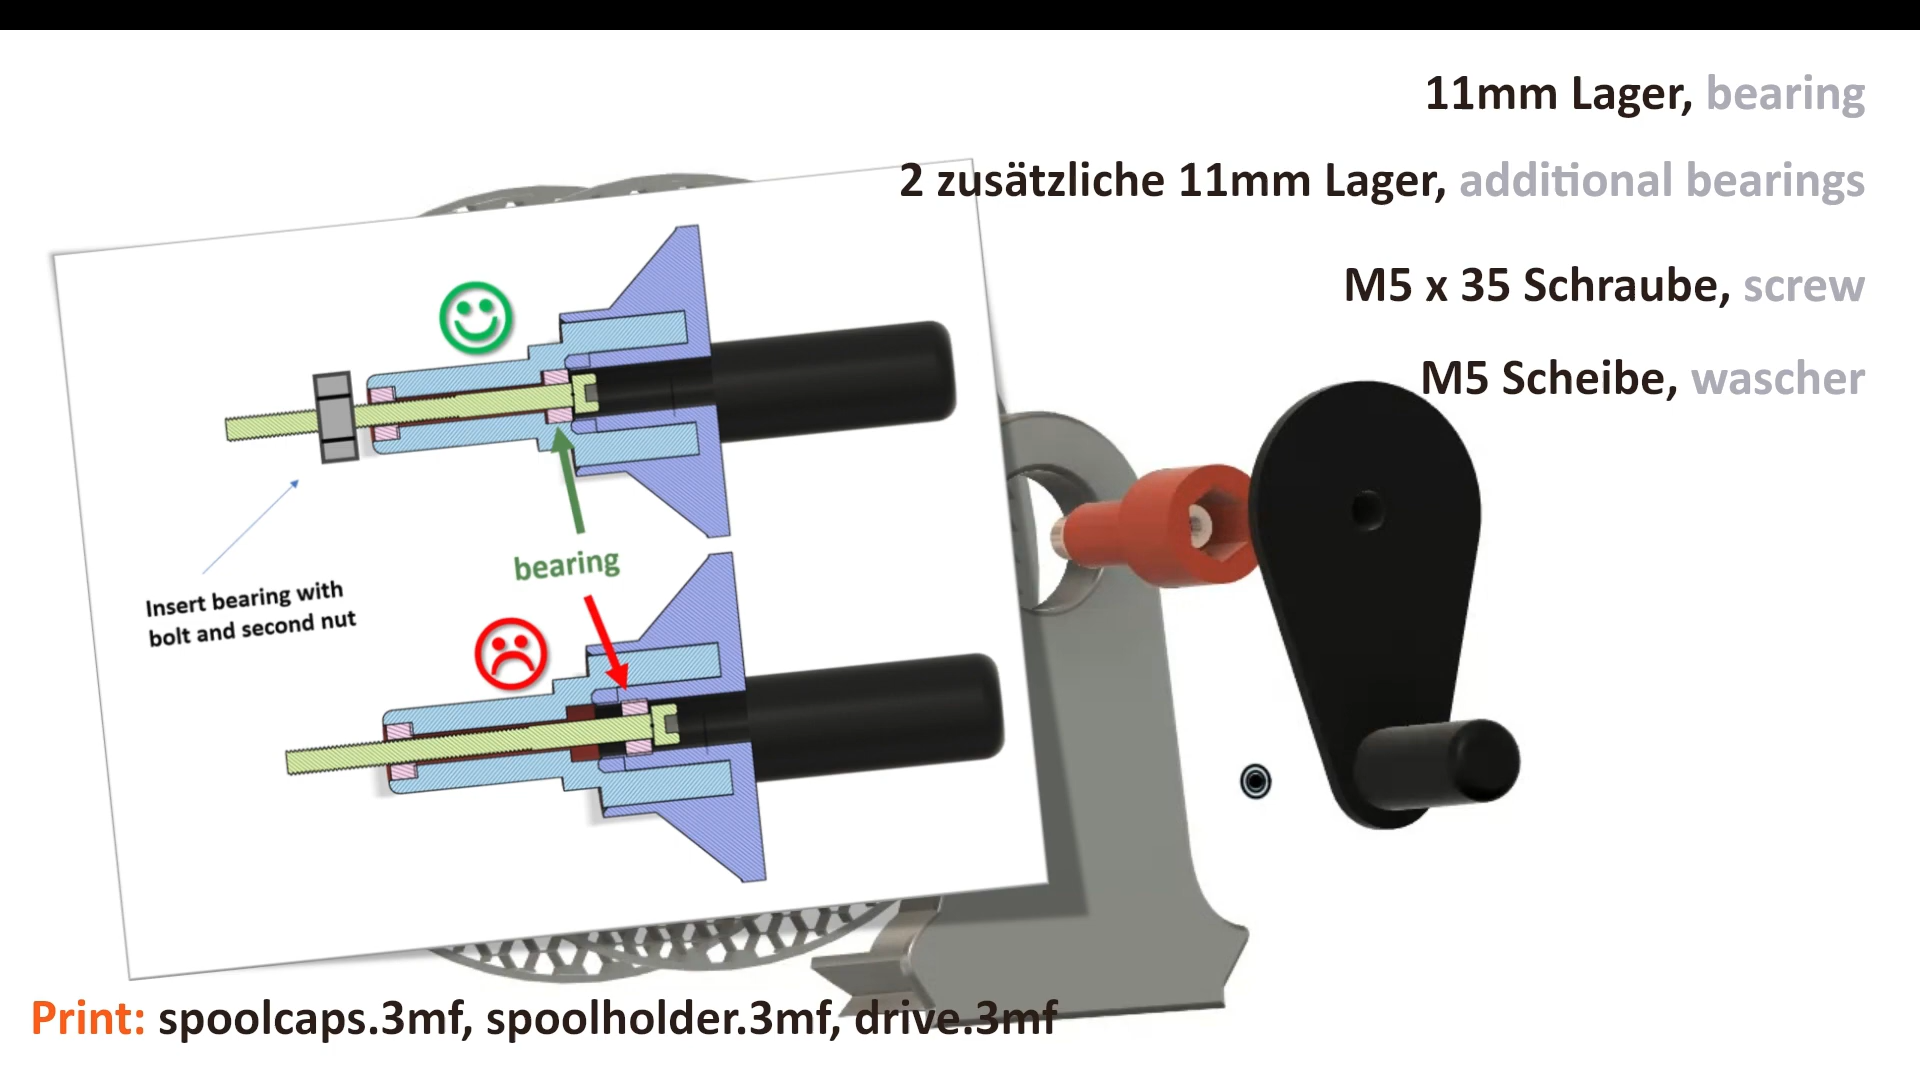 11mm Lager, bearing
2 zusätzliche 11mm Lager, additional bearings
M5 x 35 Schraube, screw
M5 Scheibe, wascher
bearing
Insert bearing with
bolt and second nut
Print: spoolcaps.3mf, spoolholder.3mf, drive.3mf